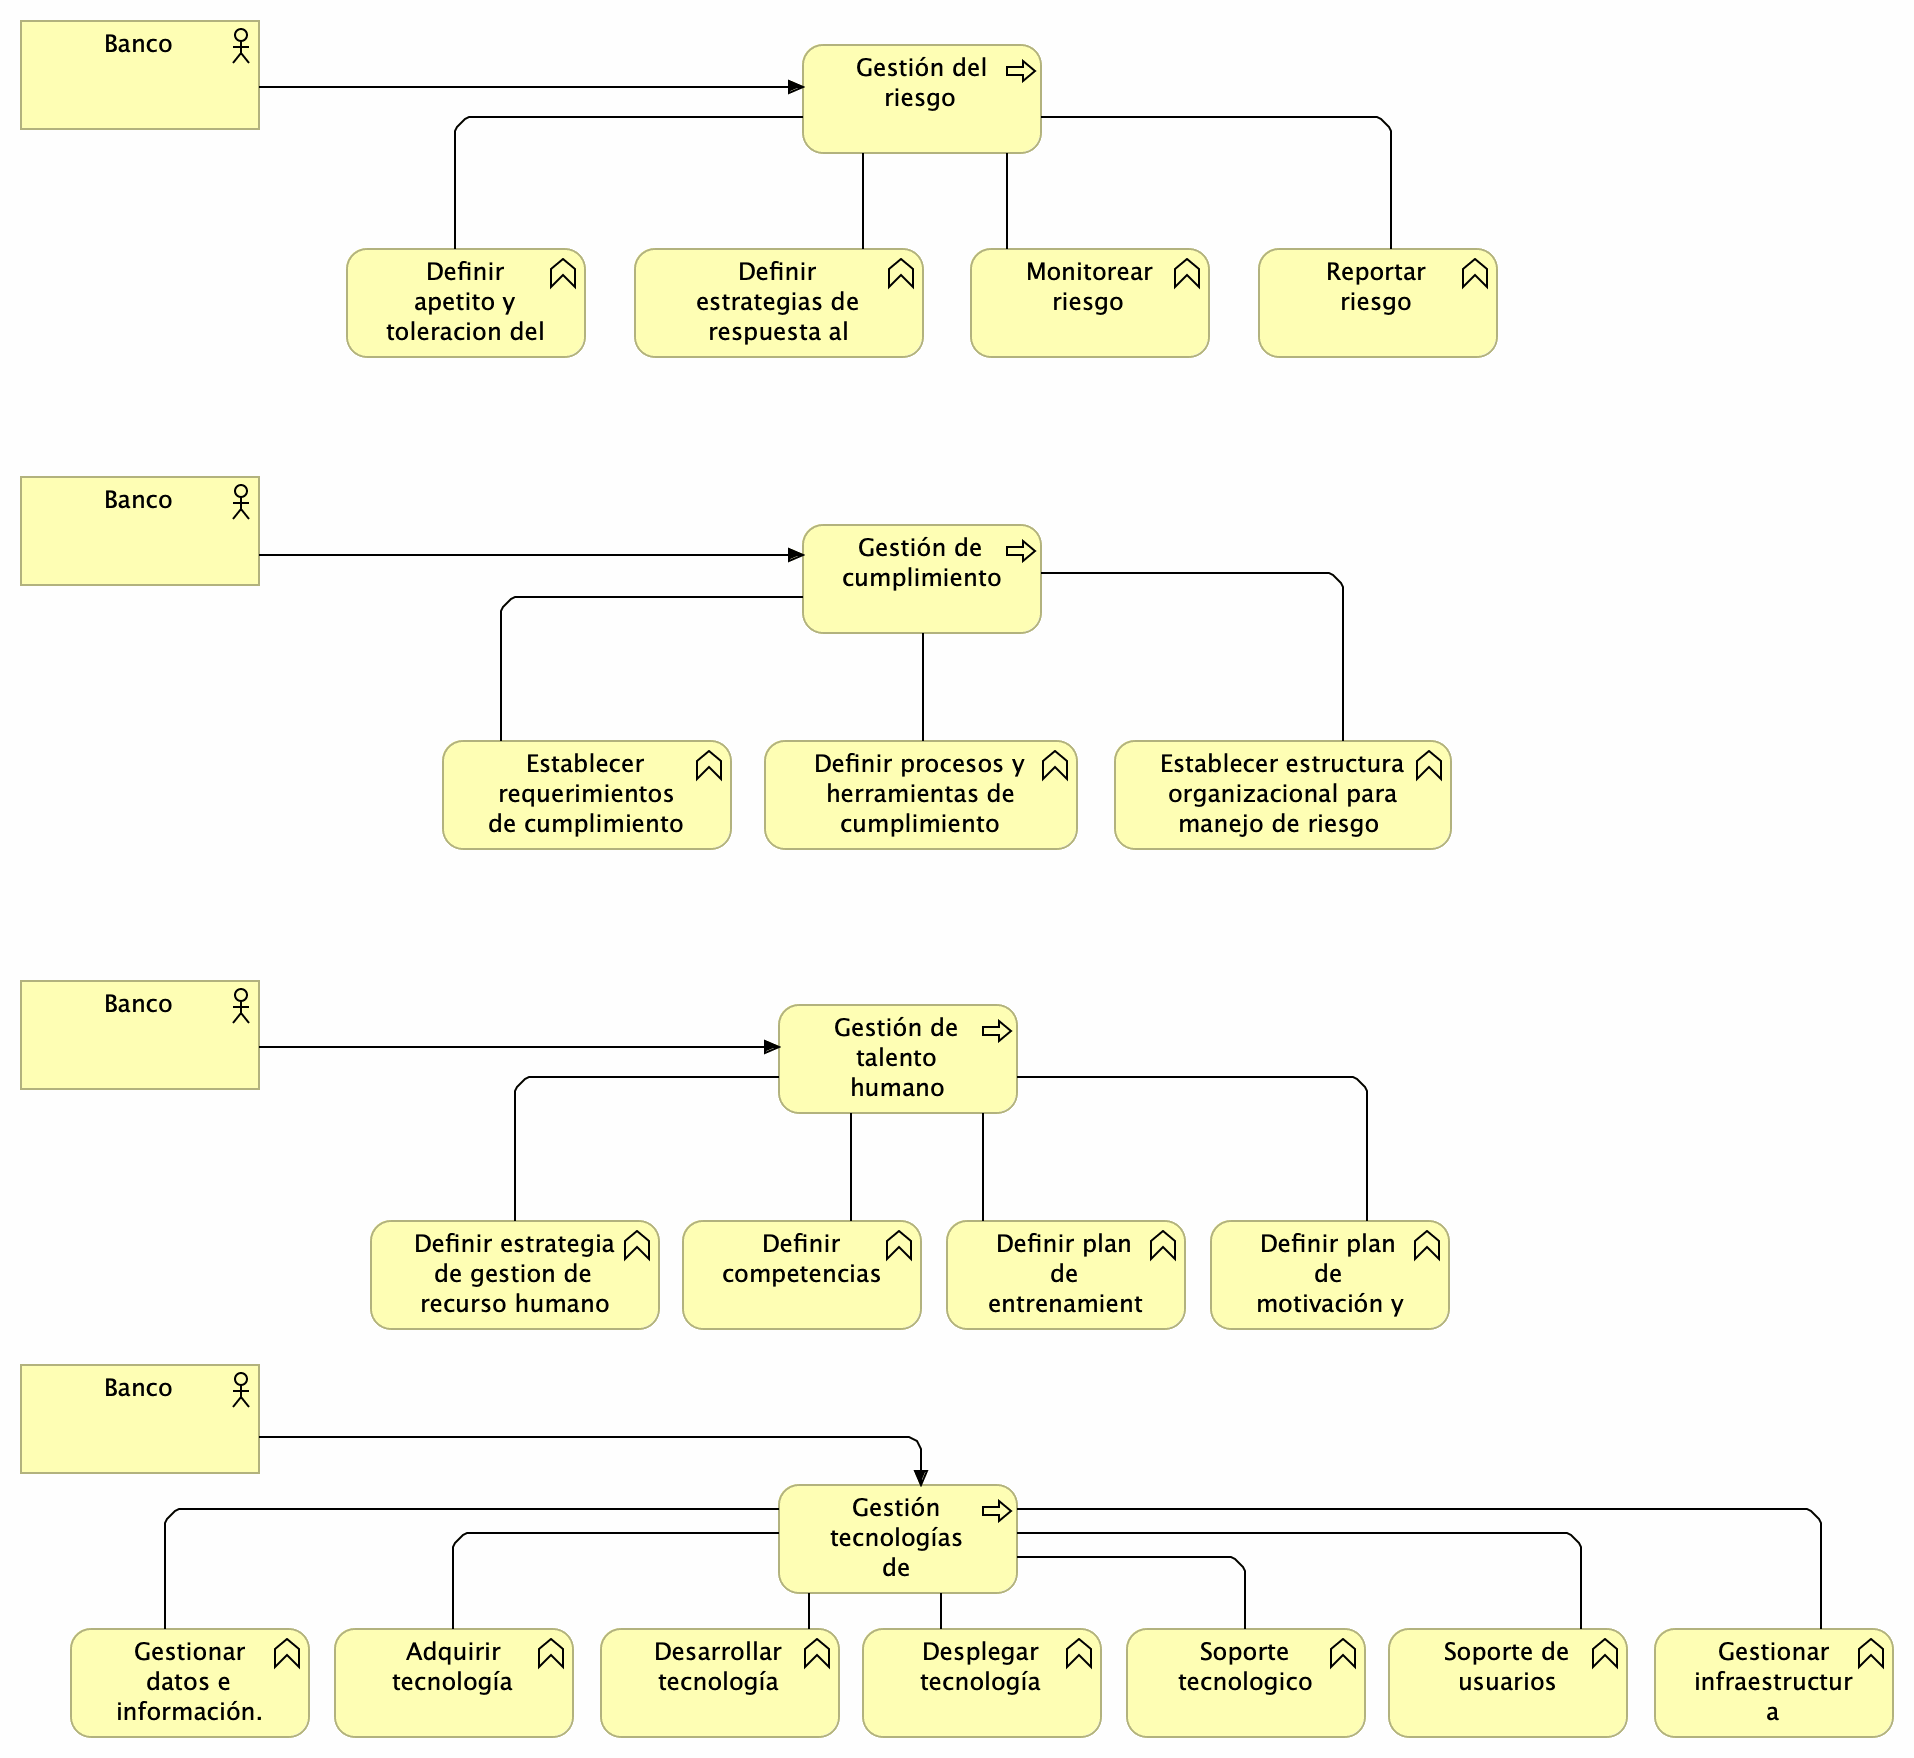 Banco
Gestión del
riesgo
Definir
apetito y
toleracion del
Definir
estrategias de
respuesta al
Monitorear
riesgo
Reportar
riesgo
Banco
Gestión de
cumplimiento
Establecer
requerimientos
de cumplimiento
Definir procesos y
herramientas de
cumplimiento
Establecer estructura
organizacional para
manejo de riesgo
Banco
Gestión de
talento
humano
Definir estrategia
de gestion de
recurso humano
Definir
competencias
Definir plan
de
entrenamient
Definir plan
de
motivación y
Banco
Gestión
tecnologías
de
Gestionar
datos e
información.
Adquirir
tecnología
Desarrollar
tecnología
Desplegar
tecnología
Soporte
tecnologico
Soporte de
usuarios
Gestionar
infraestructur
a